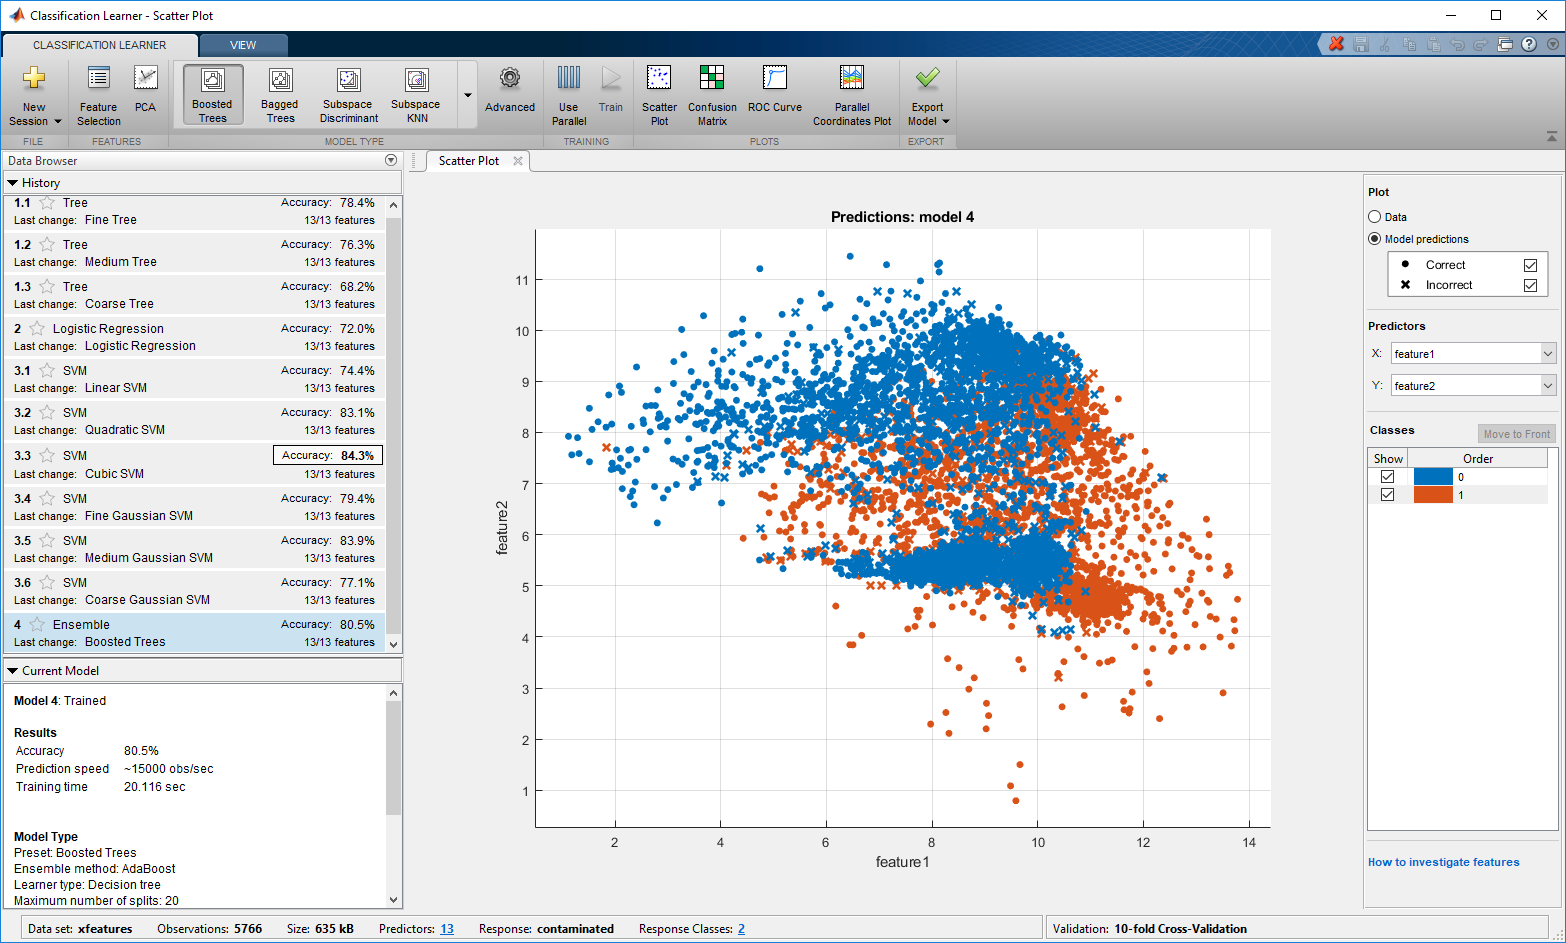 Classification Learner - Scatter Plot
CLASSIFICATION LEARNER
VIEW
New Session
Feature Selection
PCA
Boosted Trees
Bagged Trees
Subspace Discriminant
Subspace KNN
Advanced
Use Parallel
Train
Scatter Plot
Confusion Matrix
ROC Curve
Parallel Coordinates Plot
Export Model
FILE
FEATURES
MODEL TYPE
TRAINING
PLOTS
EXPORT
Data Browser
History
1.1 Tree Accuracy: 78.4%
Last change: Fine Tree 13/13 features
1.2 Tree Accuracy: 76.3%
Last change: Medium Tree 13/13 features
1.3 Tree Accuracy: 68.2%
Last change: Coarse Tree 13/13 features
2 Logistic Regression Accuracy: 72.0%
Last change: Logistic Regression 13/13 features
3.1 SVM Accuracy: 74.4%
Last change: Linear SVM 13/13 features
3.2 SVM Accuracy: 83.1%
Last change: Quadratic SVM 13/13 features
3.3 SVM Accuracy: 84.3%
Last change: Cubic SVM 13/13 features
3.4 SVM Accuracy: 79.4%
Last change: Fine Gaussian SVM 13/13 features
3.5 SVM Accuracy: 83.9%
Last change: Medium Gaussian SVM 13/13 features
3.6 SVM Accuracy: 77.1%
Last change: Coarse Gaussian SVM 13/13 features
4 Ensemble Accuracy: 80.5%
Last change: Boosted Trees 13/13 features
Current Model
Model 4: Trained
Results
Accuracy 80.5%
Prediction speed ~15000 obs/sec
Training time 20.116 sec
Model Type
Preset: Boosted Trees
Ensemble method: AdaBoost
Learner type: Decision tree
Maximum number of splits: 20
Scatter Plot
Predictions: model 4
11
10
9
8
7
6
5
4
3
2
1
feature2
2 4 6 8 10 12 14
feature1
Plot
Data
Model predictions
Correct
Incorrect
Predictors
X: feature1
Y: feature2
Classes
Move to Front
Show Order
0
1
How to investigate features
Data set: xfeatures Observations: 5766 Size: 635 kB Predictors: 13 Response: contaminated Response Classes: 2
Validation: 10-fold Cross-Validation